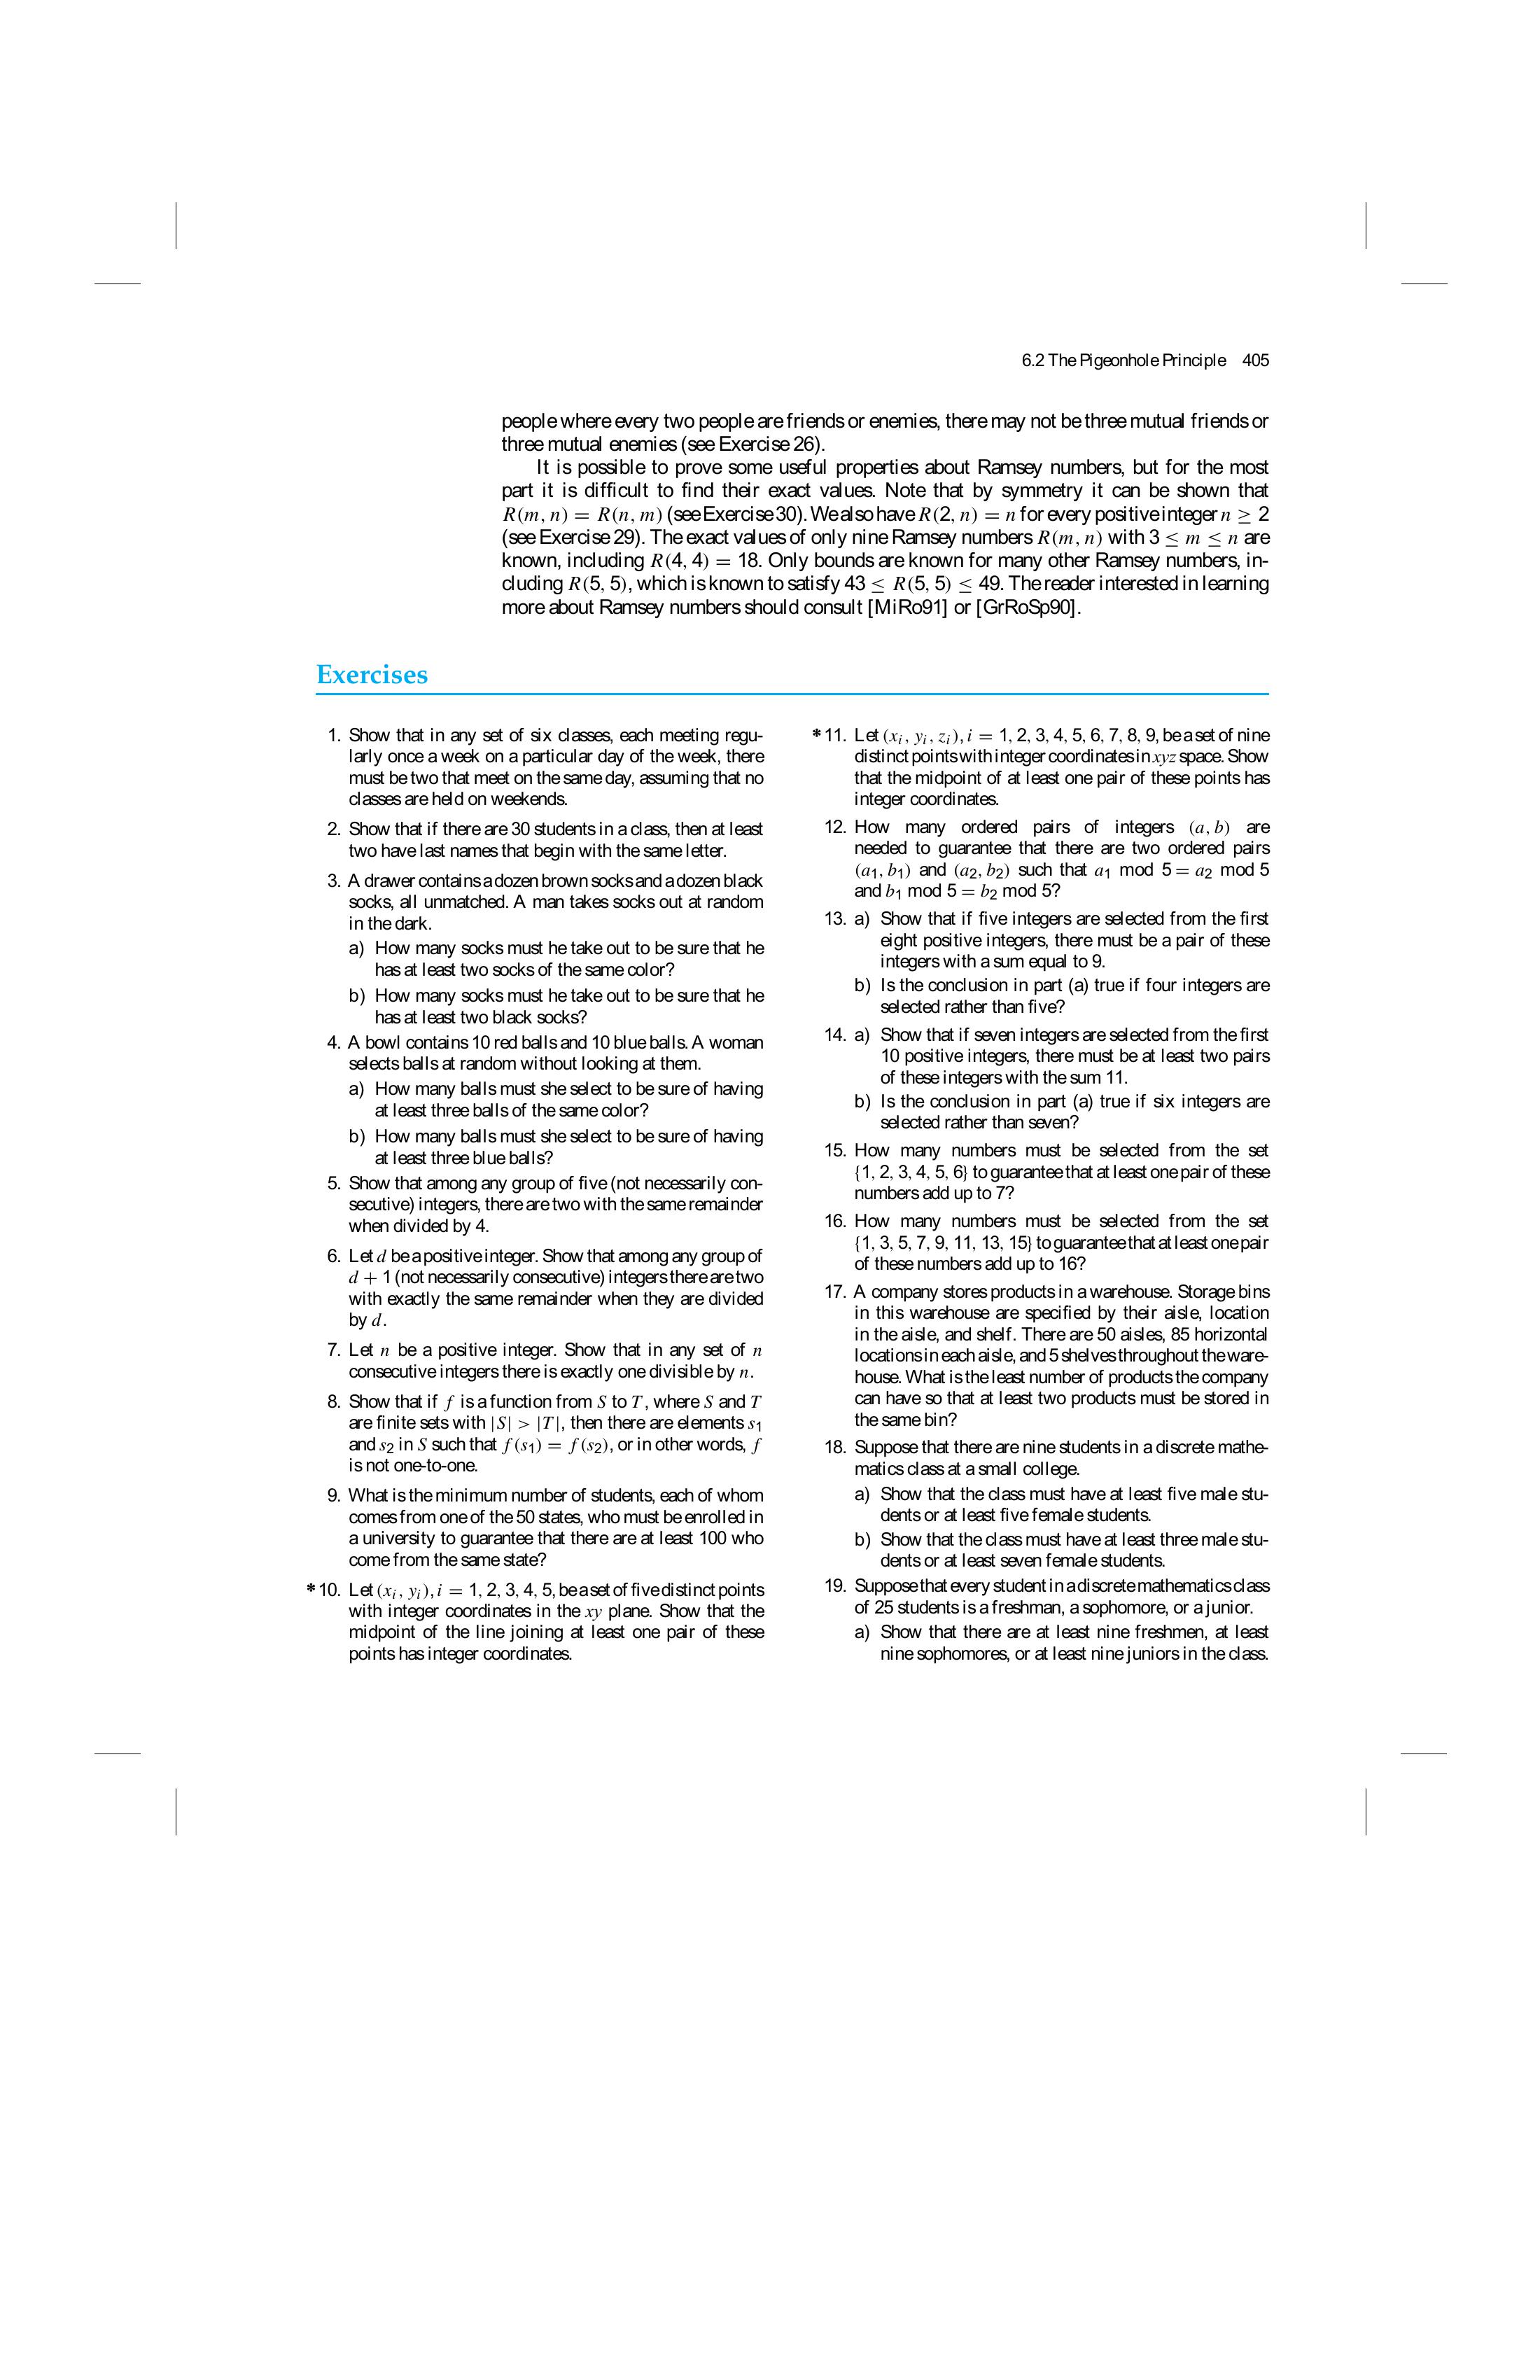 6.2 The Pigeonhole Principle 405
people where every two people are friends or enemies, there may not be three mutual friends or
three mutual enemies (see Exercise 26).
It is possible to prove some useful properties about Ramsey numbers, but for the most
part it is difficult to find their exact values. Note that by symmetry it can be shown that
R(m, n) = R(n, m) (see Exercise 30). We also have R(2, n) = n for every positive integer n ≥ 2
(see Exercise 29). The exact values of only nine Ramsey numbers R(m, n) with 3 ≤ m ≤ n are
known, including R(4, 4) = 18. Only bounds are known for many other Ramsey numbers, in-
cluding R(5, 5), which is known to satisfy 43 ≤ R(5, 5) ≤ 49. The reader interested in learning
more about Ramsey numbers should consult [MiRo91] or [GrRoSp90].
Exercises
1. Show that in any set of six classes, each meeting regu-
larly once a week on a particular day of the week, there
must be two that meet on the same day, assuming that no
classes are held on weekends.
2. Show that if there are 30 students in a class, then at least
two have last names that begin with the same letter.
3. A drawer contains a dozen brown socks and a dozen black
socks, all unmatched. A man takes socks out at random
in the dark.
a) How many socks must he take out to be sure that he
has at least two socks of the same color?
b) How many socks must he take out to be sure that he
has at least two black socks?
4. A bowl contains 10 red balls and 10 blue balls. A woman
selects balls at random without looking at them.
a) How many balls must she select to be sure of having
at least three balls of the same color?
b) How many balls must she select to be sure of having
at least three blue balls?
5. Show that among any group of five (not necessarily con-
secutive) integers, there are two with the same remainder
when divided by 4.
6. Let d be a positive integer. Show that among any group of
d + 1 (not necessarily consecutive) integers there are two
with exactly the same remainder when they are divided
by d.
7. Let n be a positive integer. Show that in any set of n
consecutive integers there is exactly one divisible by n.
8. Show that if f is a function from S to T, where S and T
are finite sets with |S| > |T|, then there are elements s₁
and s₂ in S such that f(s₁) = f(s₂), or in other words, f
is not one-to-one.
9. What is the minimum number of students, each of whom
comes from one of the 50 states, who must be enrolled in
a university to guarantee that there are at least 100 who
come from the same state?
*10. Let (xᵢ, yᵢ), i = 1, 2, 3, 4, 5, be a set of five distinct points
with integer coordinates in the xy plane. Show that the
midpoint of the line joining at least one pair of these
points has integer coordinates.
*11. Let (xᵢ, yᵢ, zᵢ), i = 1, 2, 3, 4, 5, 6, 7, 8, 9, be a set of nine
distinct points with integer coordinates in xyz space. Show
that the midpoint of at least one pair of these points has
integer coordinates.
12. How many ordered pairs of integers (a, b) are
needed to guarantee that there are two ordered pairs
(a₁, b₁) and (a₂, b₂) such that a₁ mod 5 = a₂ mod 5
and b₁ mod 5 = b₂ mod 5?
13. a) Show that if five integers are selected from the first
eight positive integers, there must be a pair of these
integers with a sum equal to 9.
b) Is the conclusion in part (a) true if four integers are
selected rather than five?
14. a) Show that if seven integers are selected from the first
10 positive integers, there must be at least two pairs
of these integers with the sum 11.
b) Is the conclusion in part (a) true if six integers are
selected rather than seven?
15. How many numbers must be selected from the set
{1, 2, 3, 4, 5, 6} to guarantee that at least one pair of these
numbers add up to 7?
16. How many numbers must be selected from the set
{1, 3, 5, 7, 9, 11, 13, 15} to guarantee that at least one pair
of these numbers add up to 16?
17. A company stores products in a warehouse. Storage bins
in this warehouse are specified by their aisle, location
in the aisle, and shelf. There are 50 aisles, 85 horizontal
locations in each aisle, and 5 shelves throughout the ware-
house. What is the least number of products the company
can have so that at least two products must be stored in
the same bin?
18. Suppose that there are nine students in a discrete mathe-
matics class at a small college.
a) Show that the class must have at least five male stu-
dents or at least five female students.
b) Show that the class must have at least three male stu-
dents or at least seven female students.
19. Suppose that every student in a discrete mathematics class
of 25 students is a freshman, a sophomore, or a junior.
a) Show that there are at least nine freshmen, at least
nine sophomores, or at least nine juniors in the class.